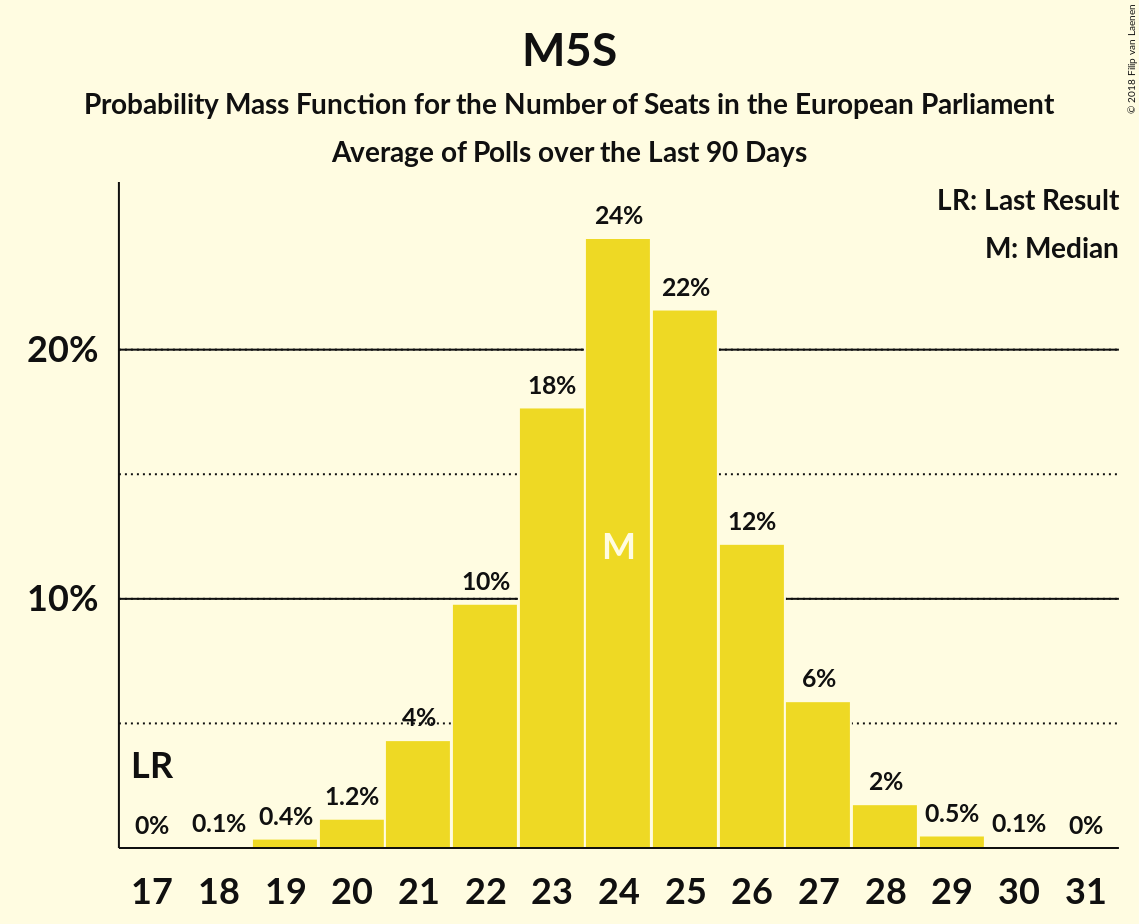 M5S
Probability Mass Function for the Number of Seats in the European Parliament
Average of Polls over the Last 90 Days
© 2018 Filip van Laenen
LR: Last Result
M: Median
24%
22%
20%
18%
M
12%
10%
10%
6%
4%
LR
2%
1.2%
0% 0.1% 0.4% 0.5% 0.1% 0%
17 18 19 20 21 22 23 24 25 26 27 28 29 30 31